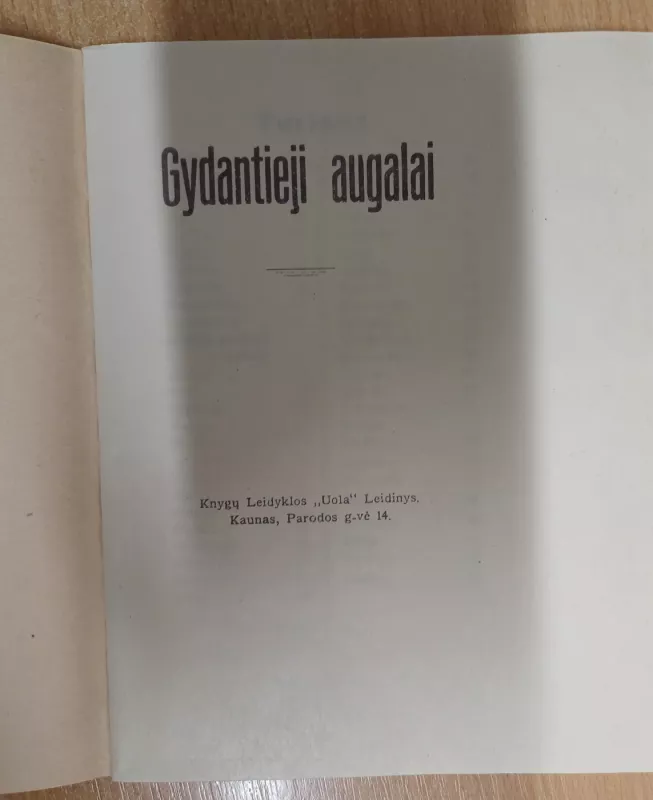 Gydantieji augalai
Knygų Leidyklos „Uola“ Leidinys.
Kaunas, Parodos g-vė 14.